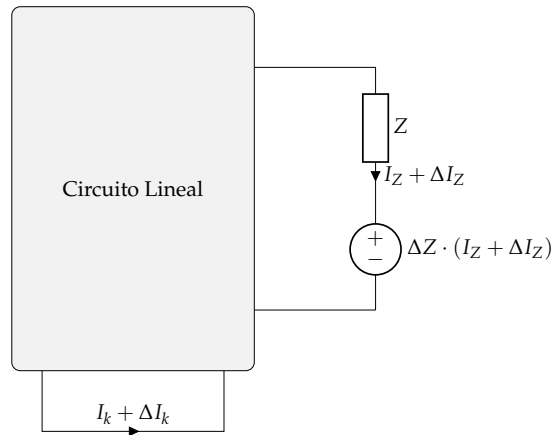 Z
I_Z + ΔI_Z
Circuito Lineal
+
−
ΔZ · (I_Z + ΔI_Z)
I_k + ΔI_k